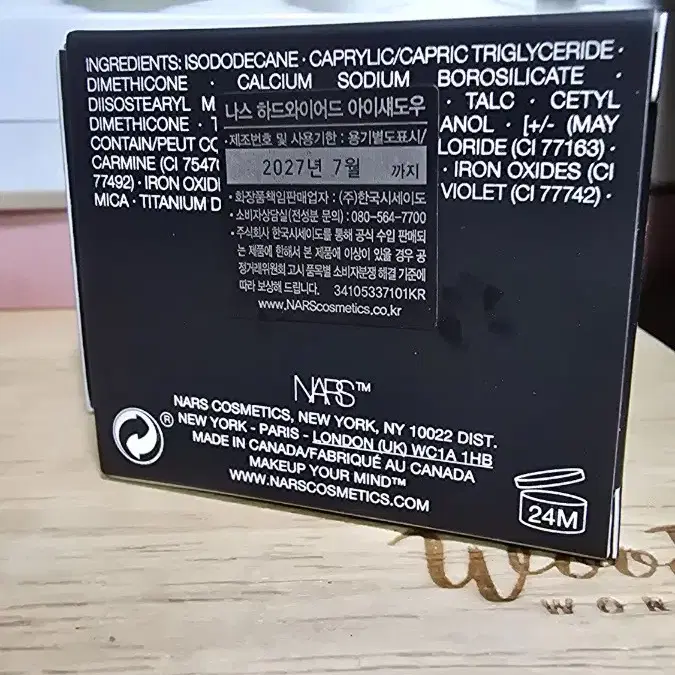 INGREDIENTS: ISODODECANE · CAPRYLIC/CAPRIC TRIGLYCERIDE ·
DIMETHICONE · CALCIUM SODIUM BOROSILICATE ·
DIISOSTEARYL M · TALC · CETYL
DIMETHICONE · ANOL · [+/- (MAY
CONTAIN/PEUT CO LORIDE (CI 77163) ·
CARMINE (CI 7547 · IRON OXIDES (CI
77492) · IRON OXID VIOLET (CI 77742) ·
MICA · TITANIUM D
나스 하드와이어드 아이섀도우
·제조번호 및 사용기한 : 용기별도표시/
2027년 7월 까지
·화장품책임판매업자 : (주)한국시세이도
·소비자상담실(전성분 문의) : 080-564-7700
·주식회사 한국시세이도를 통해 공식 수입 판매되
는 제품에 한해서 본 제품에 이상이 있을 경우 공
정거래위원회 고시 품목별 소비자분쟁 해결 기준에
따라 보상해 드립니다. 34105337101KR
www.NARScosmetics.co.kr
NARS™
NARS COSMETICS, NEW YORK, NY 10022 DIST.
® NEW YORK - PARIS - LONDON (UK) WC1A 1HB
MADE IN CANADA/FABRIQUÉ AU CANADA
MAKEUP YOUR MIND™
WWW.NARSCOSMETICS.COM
24M